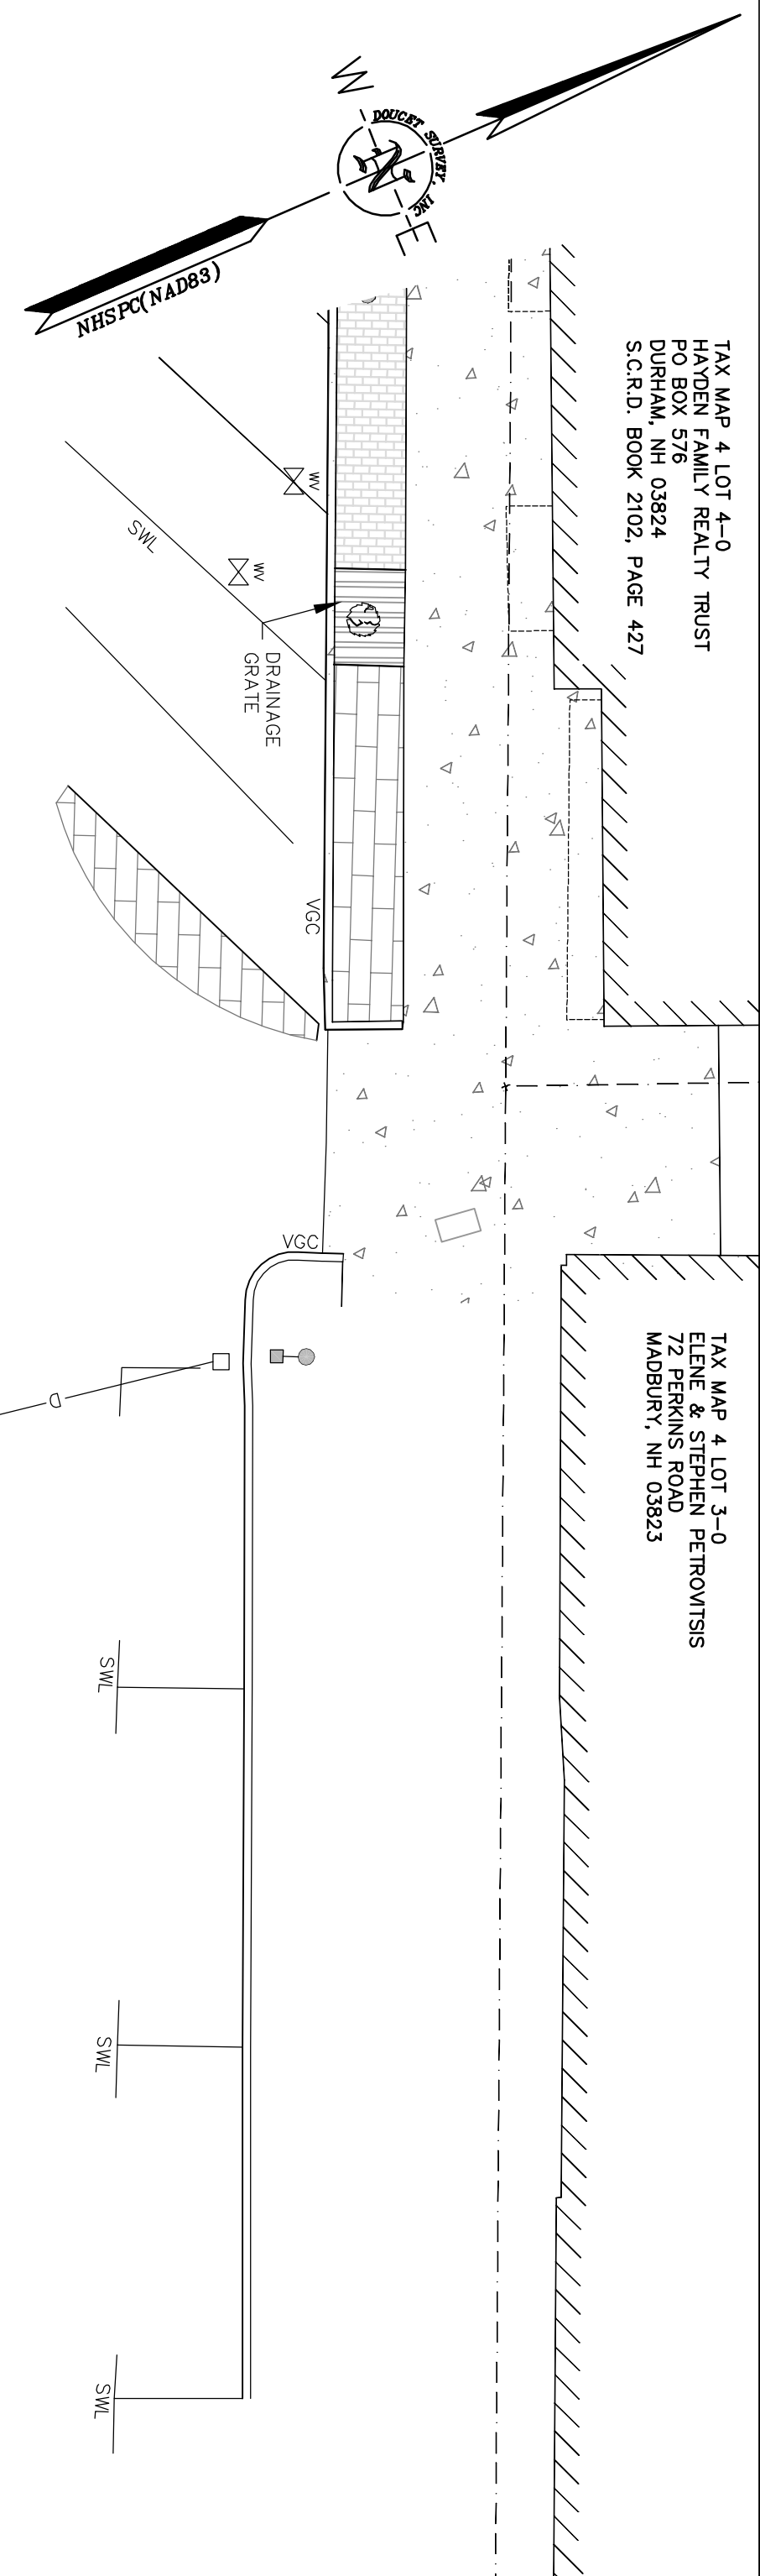 W
DOUCET SURVEY, INC
N
E
NHSPC(NAD83)
TAX MAP 4 LOT 4-0
HAYDEN FAMILY REALTY TRUST
PO BOX 576
DURHAM, NH 03824
S.C.R.D. BOOK 2102, PAGE 427
WV
WV
SWL
DRAINAGE
GRATE
VGC
VGC
TAX MAP 4 LOT 3-0
ELENE & STEPHEN PETROVITSIS
72 PERKINS ROAD
MADBURY, NH 03823
D
SWL
SWL
SWL